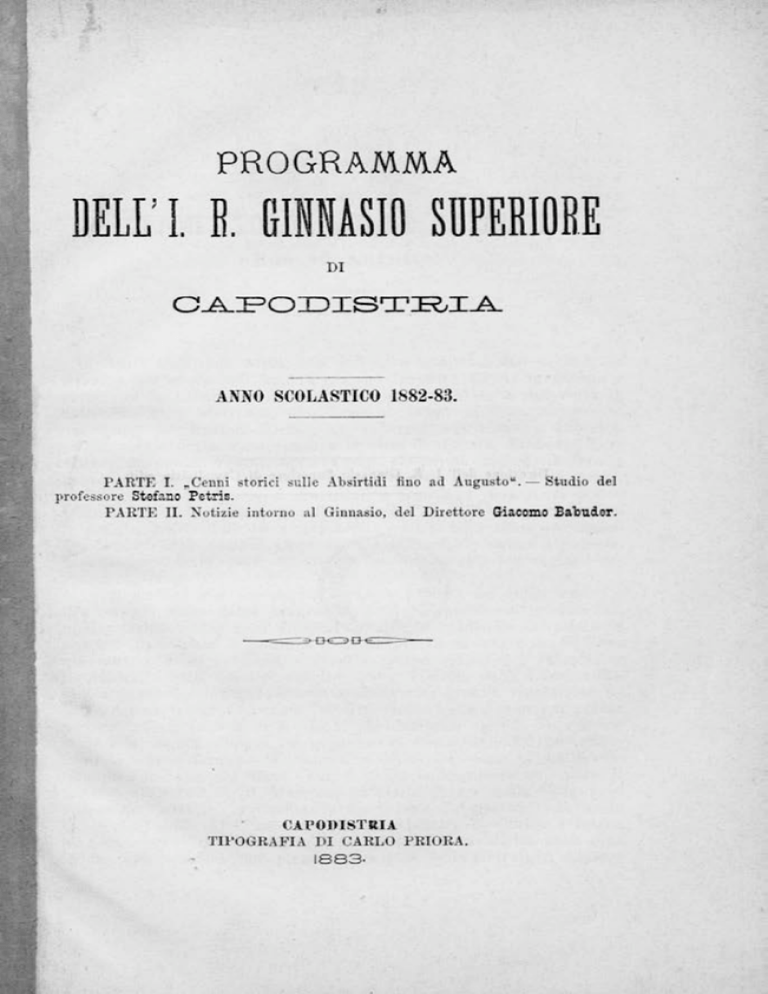 PROGRAMMA
DELL' I. R. GINNASIO SUPERIORE
DI
CAPODISTRIA
ANNO SCOLASTICO 1882-83.
PARTE I. „Cenni storici sulle Absirtidi fino ad Augusto“. — Studio del
professore Stefano Petris.
PARTE II. Notizie intorno al Ginnasio, del Direttore Giacomo Babuder.
CAPODISTRIA
TIPOGRAFIA DI CARLO PRIORA.
1883.